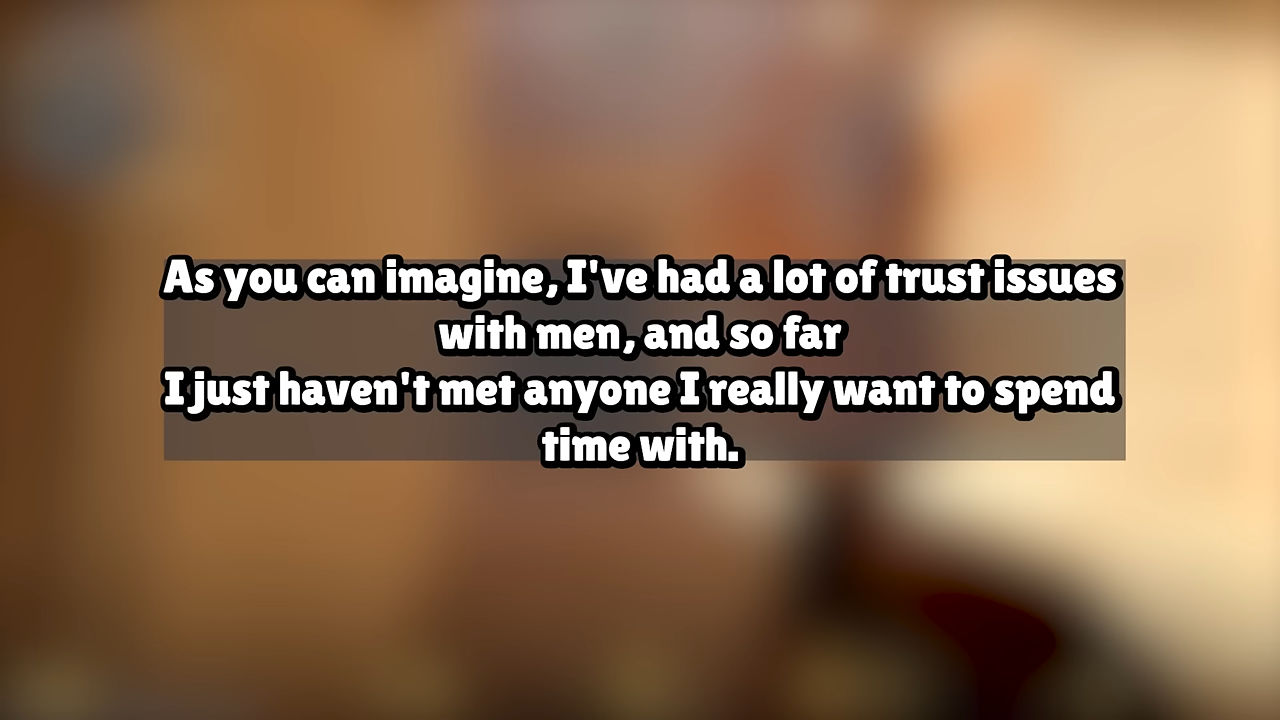 As you can imagine, I've had a lot of trust issues
with men, and so far
I just haven't met anyone I really want to spend
time with.